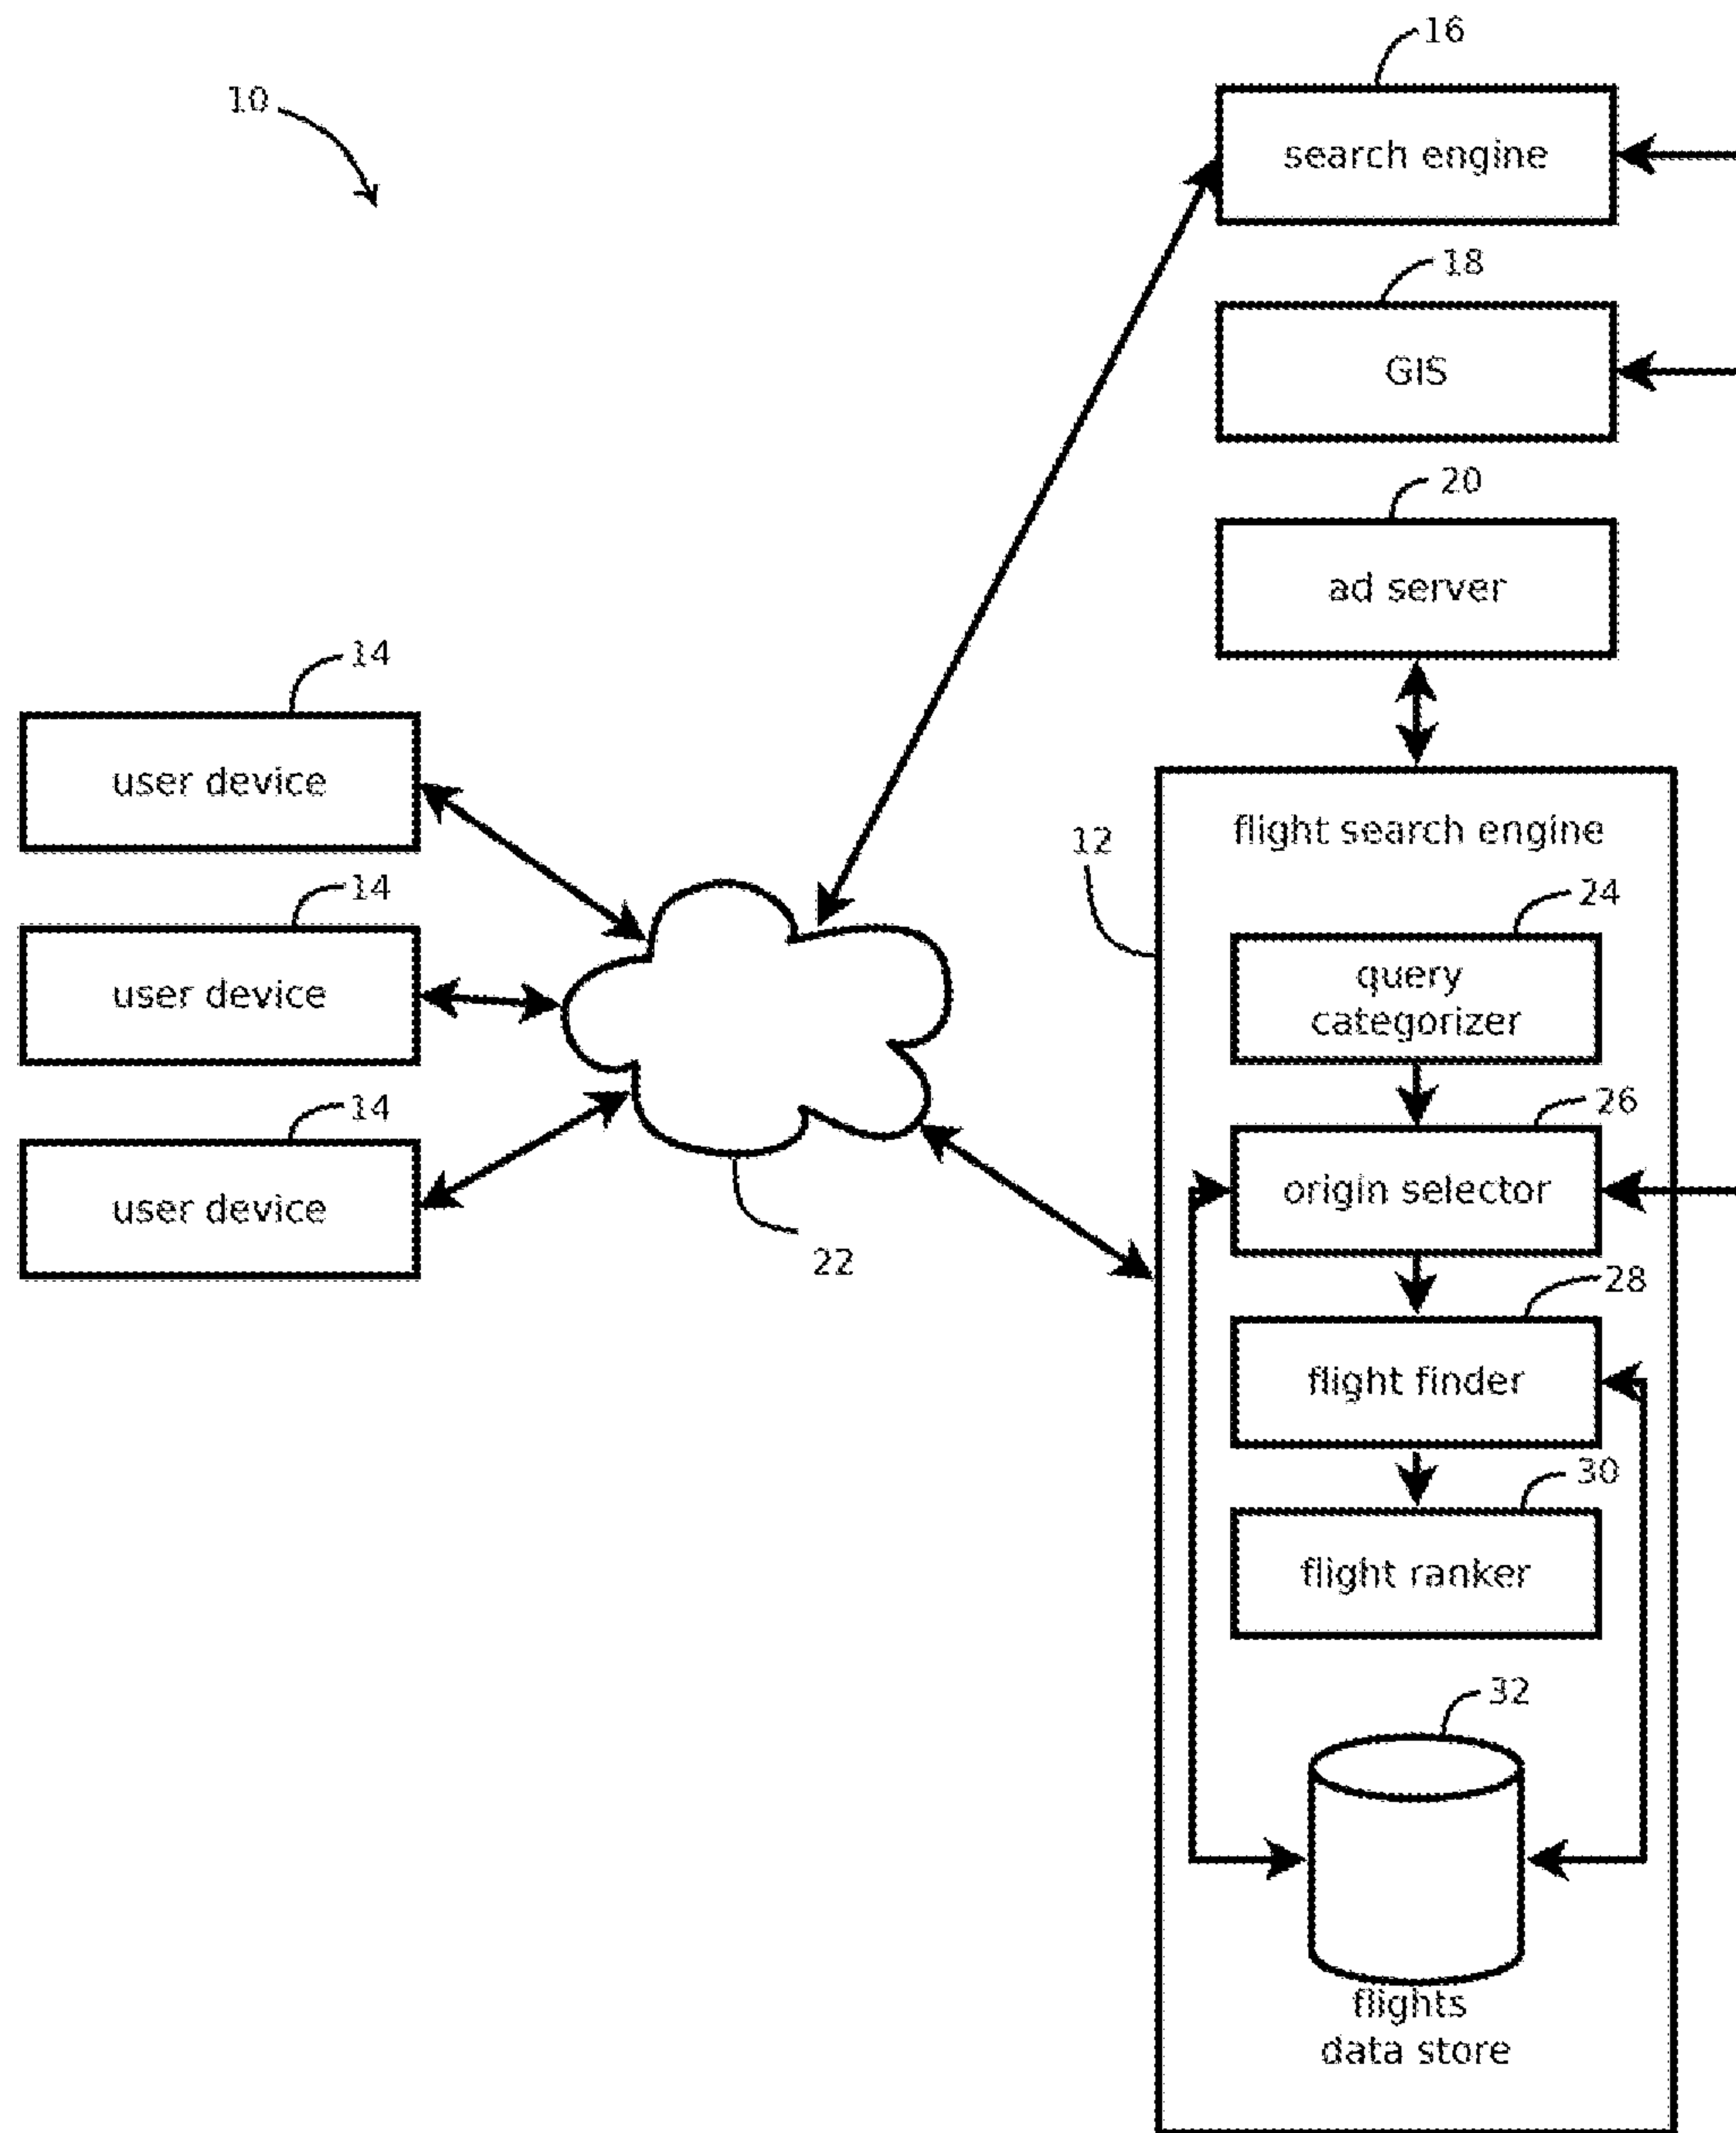 16
10
search engine
18
GIS
20
ad server
14
user device
12
flight search engine
14
24
user device
query
categorizer
14
26
user device
origin selector
22
28
flight finder
30
flight ranker
32
flights
data store